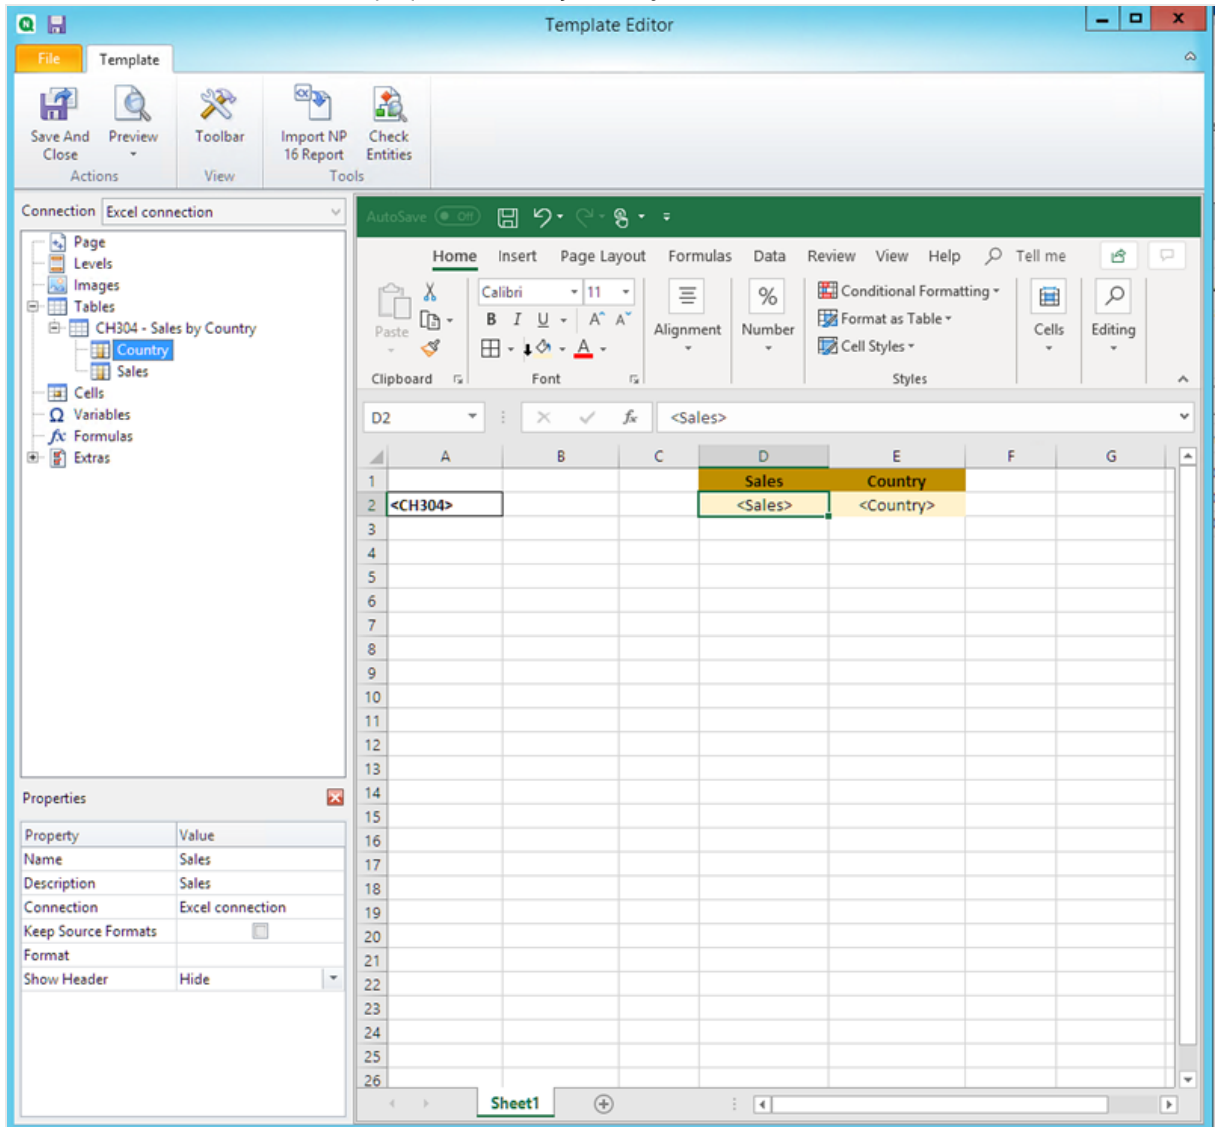 Template Editor
File Template
Save And Close Preview Toolbar Import NP 16 Report Check Entities
Actions View Tools
Connection Excel connection
Page
Levels
Images
Tables
CH304 - Sales by Country
Country
Sales
Cells
Variables
Formulas
Extras
Properties
Property Value
Name Sales
Description Sales
Connection Excel connection
Keep Source Formats
Format
Show Header Hide
AutoSave Off
Home Insert Page Layout Formulas Data Review View Help Tell me
Paste Calibri 11 Alignment Number Conditional Formatting Cells Editing
B I U A A Format as Table
A Cell Styles
Clipboard Font Styles
D2 fx <Sales>
A B C D E F G
1 Sales Country
2 <CH304> <Sales> <Country>
3
4
5
6
7
8
9
10
11
12
13
14
15
16
17
18
19
20
21
22
23
24
25
26
Sheet1